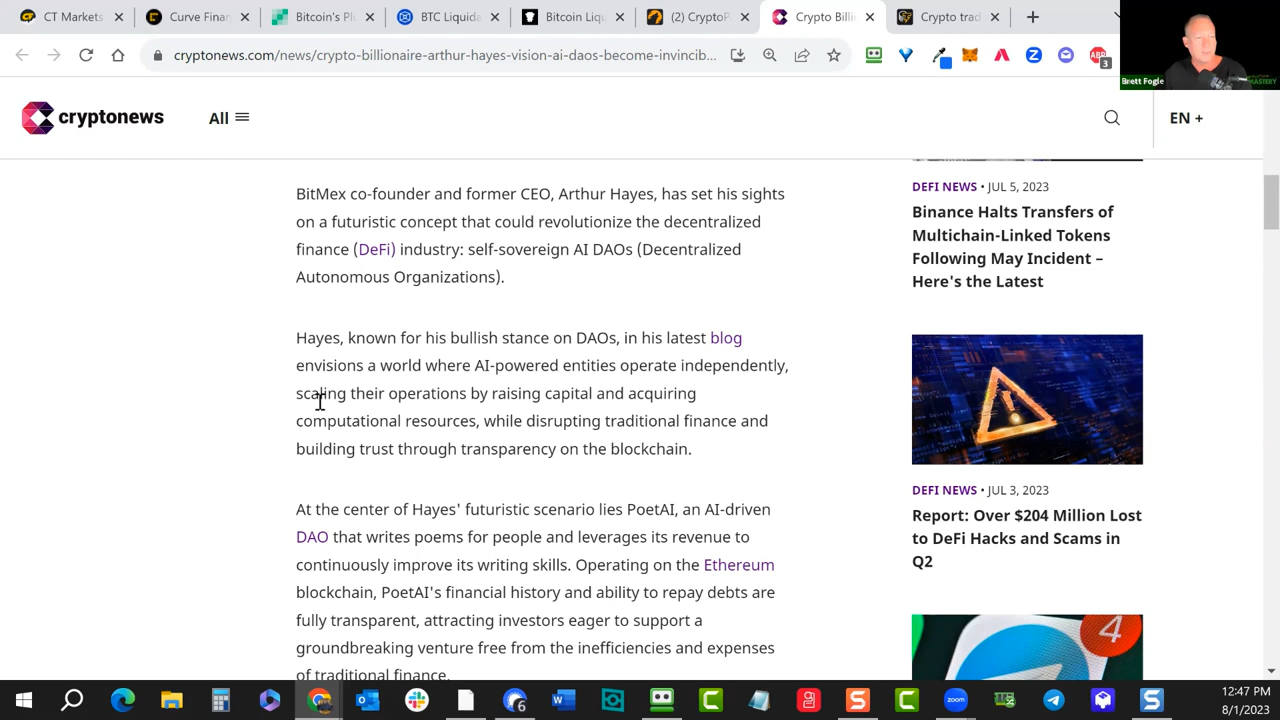 CT Markets
Curve Finan
Bitcoin's Pl
BTC Liquida
Bitcoin Liq
(2) CryptoP
Crypto Billi
Crypto trad
cryptonews.com/news/crypto-billionaire-arthur-hayes-vision-ai-daos-become-invincib...
ABP
3
Brett Fogle
MASTERY
cryptonews
All
EN +
BitMex co-founder and former CEO, Arthur Hayes, has set his sights
on a futuristic concept that could revolutionize the decentralized
finance (DeFi) industry: self-sovereign AI DAOs (Decentralized
Autonomous Organizations).
Hayes, known for his bullish stance on DAOs, in his latest blog
envisions a world where AI-powered entities operate independently,
scaling their operations by raising capital and acquiring
computational resources, while disrupting traditional finance and
building trust through transparency on the blockchain.
At the center of Hayes' futuristic scenario lies PoetAI, an AI-driven
DAO that writes poems for people and leverages its revenue to
continuously improve its writing skills. Operating on the Ethereum
blockchain, PoetAI's financial history and ability to repay debts are
fully transparent, attracting investors eager to support a
groundbreaking venture free from the inefficiencies and expenses
of traditional finance.
DEFI NEWS • JUL 5, 2023
Binance Halts Transfers of
Multichain-Linked Tokens
Following May Incident –
Here's the Latest
DEFI NEWS • JUL 3, 2023
Report: Over $204 Million Lost
to DeFi Hacks and Scams in
Q2
4
6
zoom
12:47 PM
8/1/2023